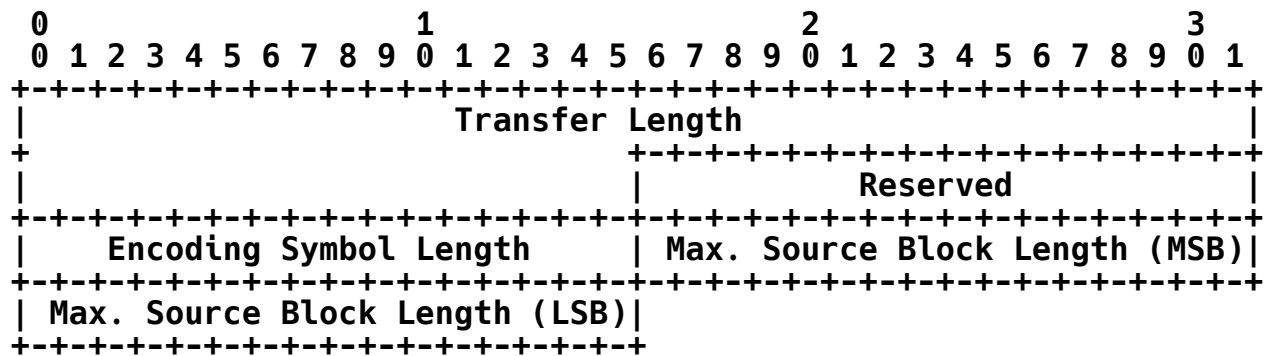 0                   1                   2                   3
 0 1 2 3 4 5 6 7 8 9 0 1 2 3 4 5 6 7 8 9 0 1 2 3 4 5 6 7 8 9 0 1
+-+-+-+-+-+-+-+-+-+-+-+-+-+-+-+-+-+-+-+-+-+-+-+-+-+-+-+-+-+-+-+-+
|                      Transfer Length                          |
+                               +-+-+-+-+-+-+-+-+-+-+-+-+-+-+-+-+
|                               |           Reserved            |
+-+-+-+-+-+-+-+-+-+-+-+-+-+-+-+-+-+-+-+-+-+-+-+-+-+-+-+-+-+-+-+-+
|    Encoding Symbol Length     | Max. Source Block Length (MSB)|
+-+-+-+-+-+-+-+-+-+-+-+-+-+-+-+-+-+-+-+-+-+-+-+-+-+-+-+-+-+-+-+-+
| Max. Source Block Length (LSB)|
+-+-+-+-+-+-+-+-+-+-+-+-+-+-+-+-+